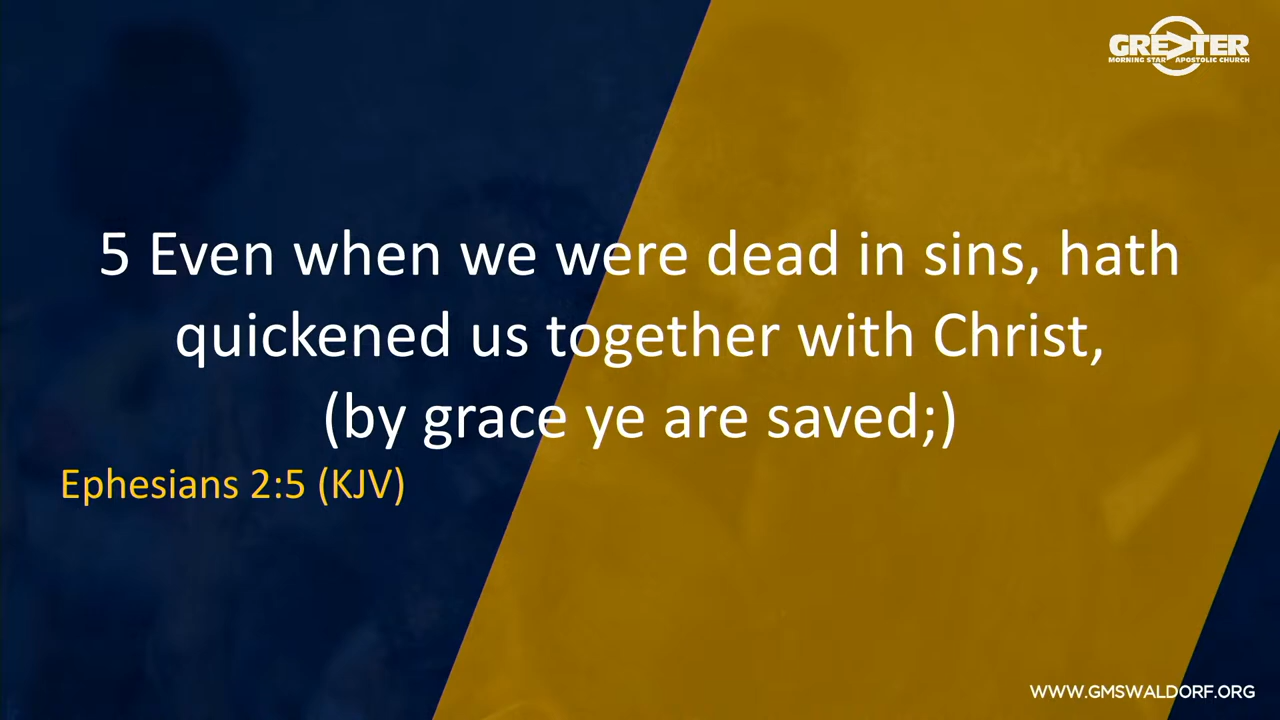 GREATER
MORNING STAR APOSTOLIC CHURCH
5 Even when we were dead in sins, hath
quickened us together with Christ,
(by grace ye are saved;)
Ephesians 2:5 (KJV)
WWW.GMSWALDORF.ORG